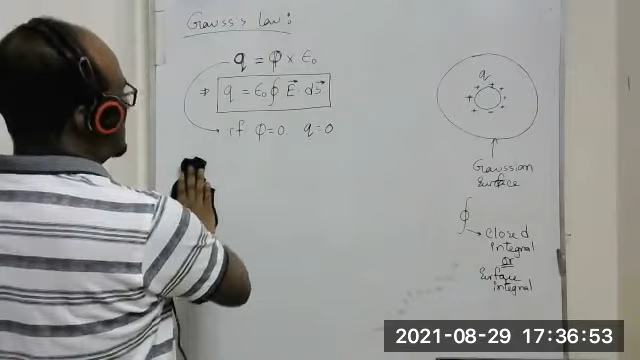 Gauss's law:
q = Φ × ε₀
⇒ q = ε₀ ∮ E⃗ · ds⃗
if Φ = 0. q = 0
q
Gaussian
surface
∮
Closed
integral
or
surface
integral
2021-08-29 17:36:53